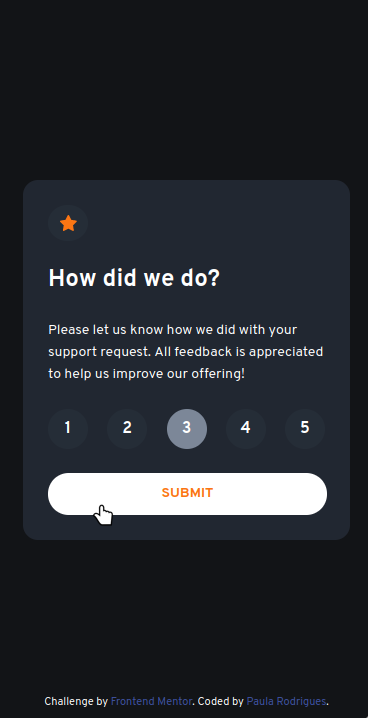 How did we do?
Please let us know how we did with your
support request. All feedback is appreciated
to help us improve our offering!
1 2 3 4 5
SUBMIT
Challenge by Frontend Mentor. Coded by Paula Rodrigues.